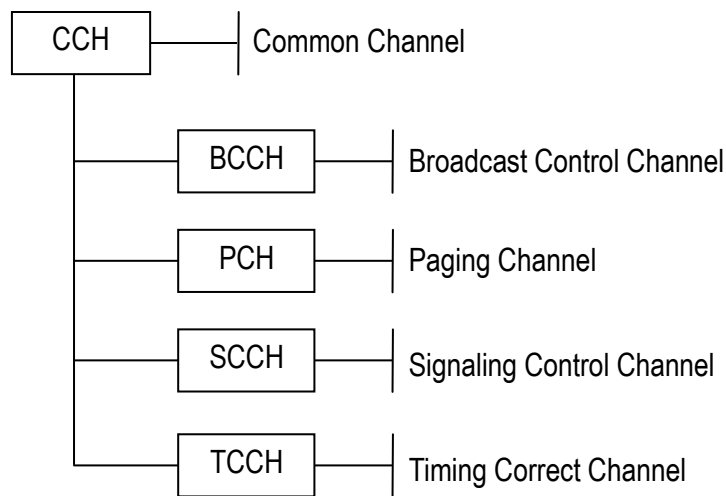 CCH Common Channel
BCCH Broadcast Control Channel
PCH Paging Channel
SCCH Signaling Control Channel
TCCH Timing Correct Channel